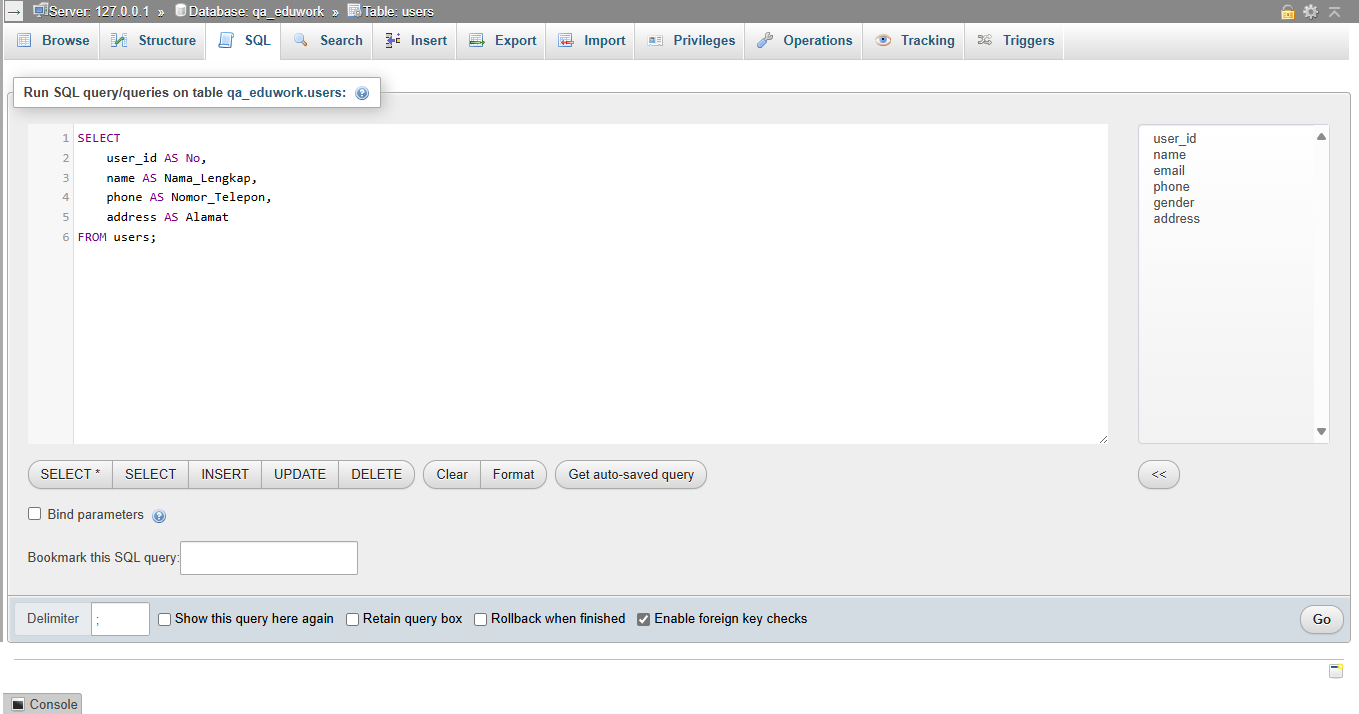 Server: 127.0.0.1 » Database: qa_eduwork » Table: users
Browse Structure SQL Search Insert Export Import Privileges Operations Tracking Triggers
Run SQL query/queries on table qa_eduwork.users:
1 SELECT
2 user_id AS No,
3 name AS Nama_Lengkap,
4 phone AS Nomor_Telepon,
5 address AS Alamat
6 FROM users;
user_id
name
email
phone
gender
address
SELECT * SELECT INSERT UPDATE DELETE Clear Format Get auto-saved query <<
Bind parameters
Bookmark this SQL query:
Delimiter ; Show this query here again Retain query box Rollback when finished Enable foreign key checks Go
Console